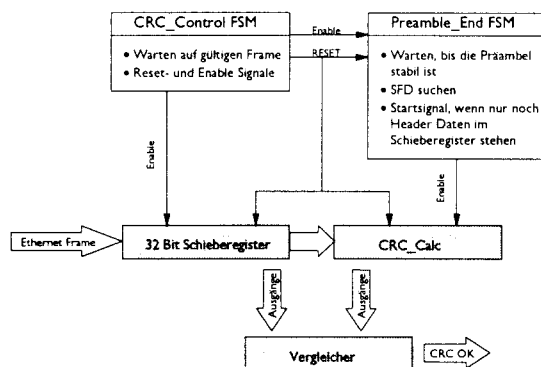 CRC_Control FSM
• Warten auf gültigen Frame
• Reset- und Enable Signale
Enable
RESET
Preamble_End FSM
• Warten, bis die Präambel
stabil ist
• SFD suchen
• Startsignal, wenn nur noch
Header Daten im
Schieberegister stehen
Enable
Enable
Ethernet Frame
32 Bit Schieberegister
CRC_Calc
Ausgänge
Ausgänge
Vergleicher
CRC OK